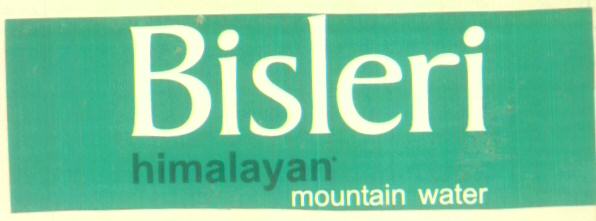 Bisleri
himalayan
mountain water